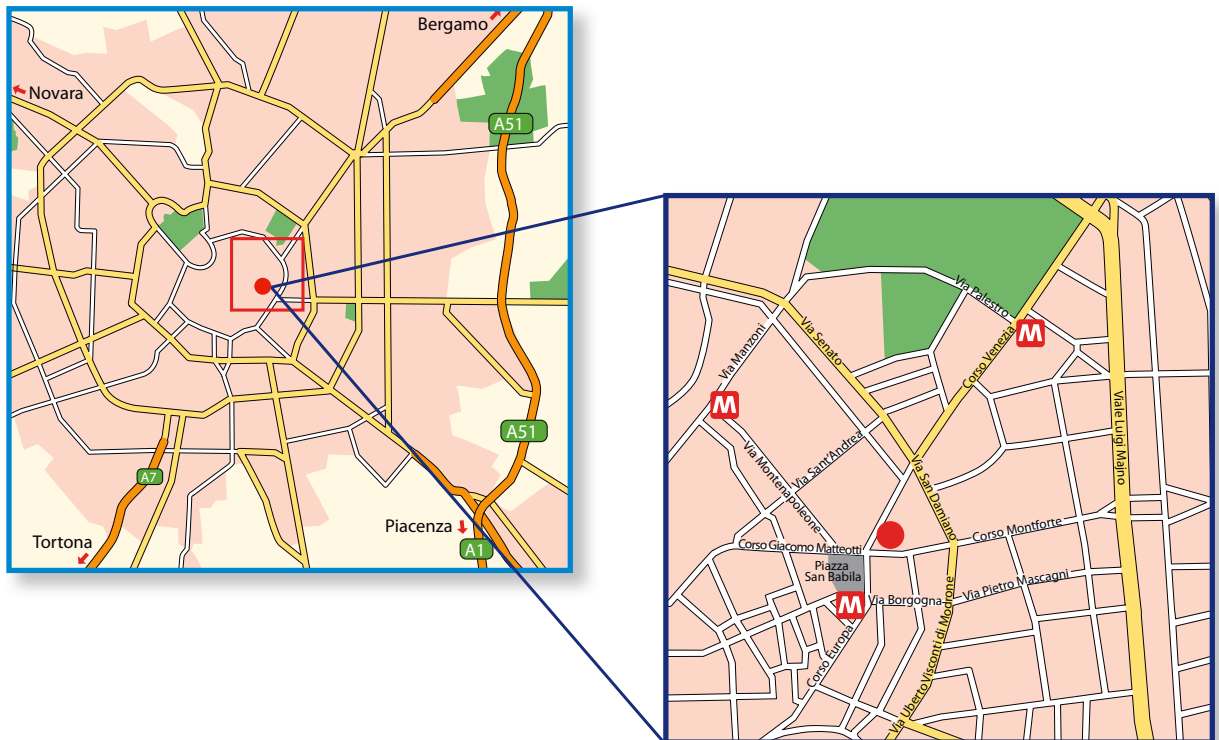 Bergamo
Novara
A51
A51
A7
Piacenza
Tortona
A1
Via Palestro
M
Via Senato
Via Manzoni
Corso Venezia
M
Viale Luigi Majno
Via Sant'Andrea
Via Montenapoleone
Via San Damiano
Corso Montforte
Corso Giacomo Matteotti
Piazza
San Babila
Via Pietro Mascagni
M
Via Borgogna
Corso Europa
Via Uberto Visconti di Modrone